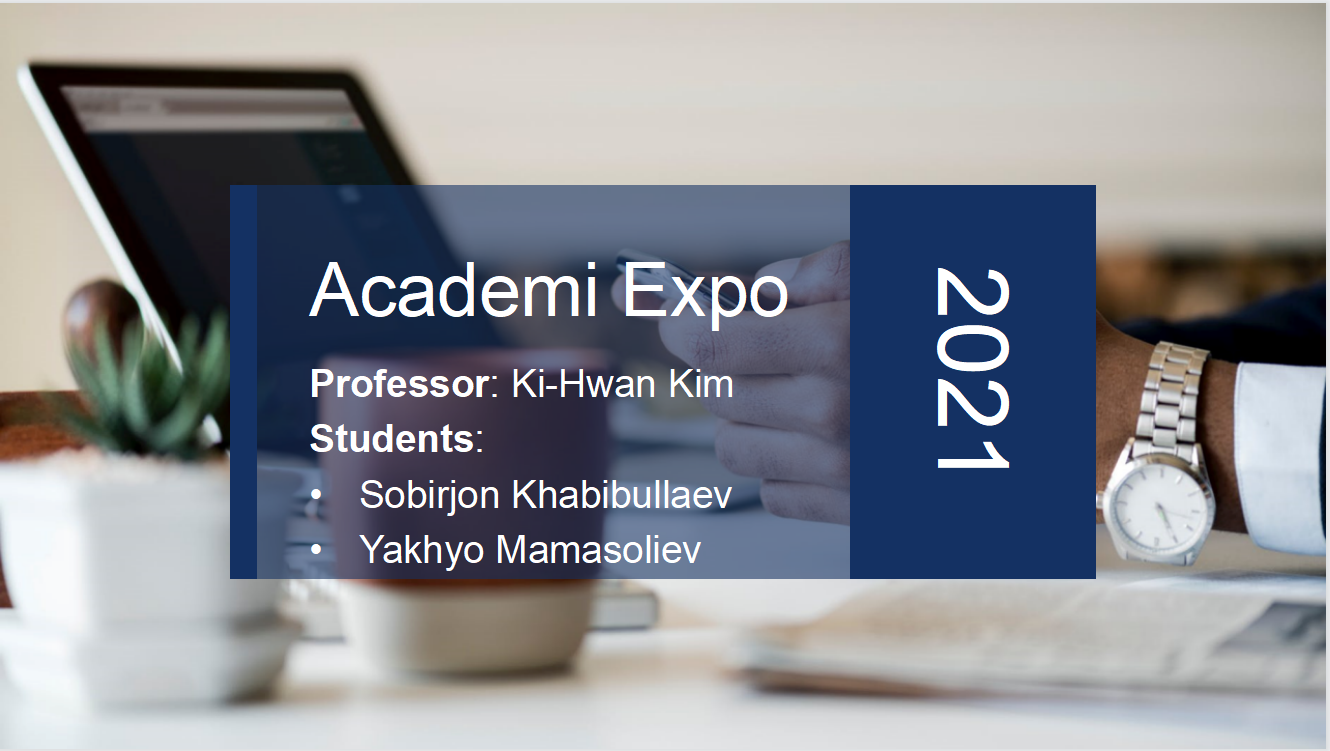 Academi Expo
Professor: Ki-Hwan Kim
Students:
• Sobirjon Khabibullaev
• Yakhyo Mamasoliev
2021